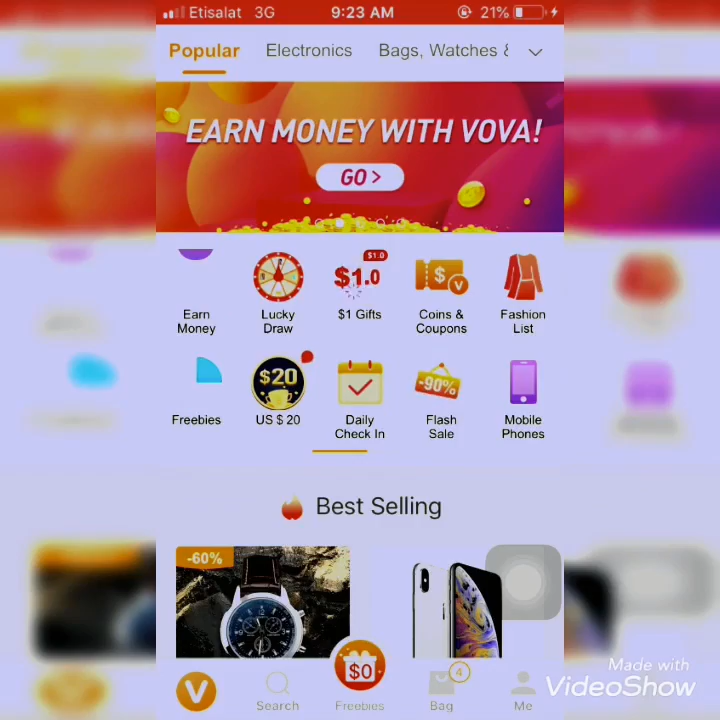 Etisalat 3G 9:23 AM 21%
Popular Electronics Bags, Watches &
EARN MONEY WITH VOVA!
GO >
$1.0
$1.0
$
V
Earn Money
Lucky Draw
$1 Gifts
Coins & Coupons
Fashion List
$20
-90%
Freebies
US $ 20
Daily Check In
Flash Sale
Mobile Phones
Best Selling
-60%
$0
4
V
Search
Freebies
Bag
Me
Made with
VideoShow